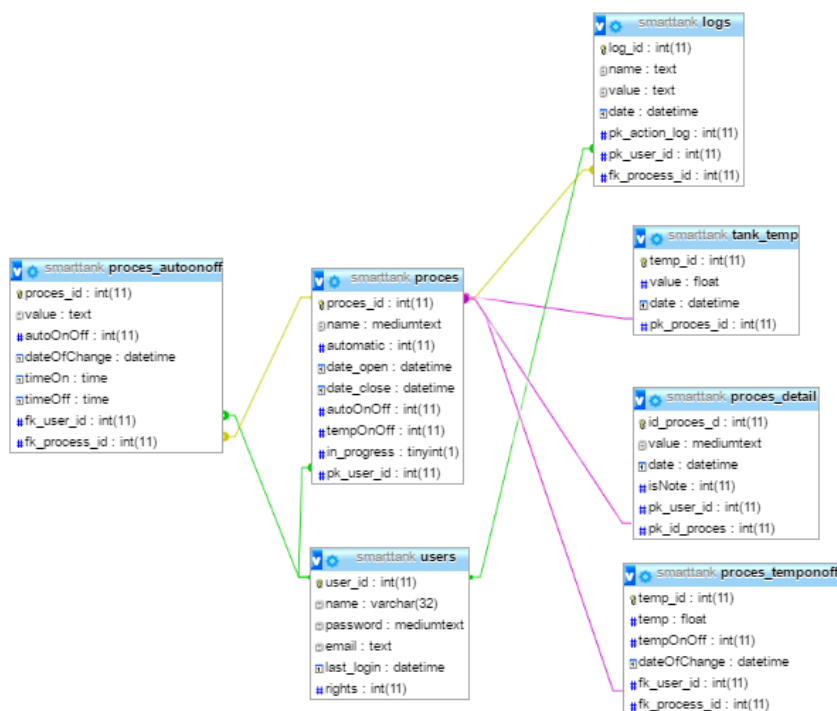 smarttank logs
log_id : int(11)
name : text
value : text
date : datetime
pk_action_log : int(11)
pk_user_id : int(11)
fk_process_id : int(11)
smarttank tank_temp
temp_id : int(11)
value : float
date : datetime
pk_proces_id : int(11)
smarttank proces_autoonoff
proces_id : int(11)
value : text
autoOnOff : int(11)
dateOfChange : datetime
timeOn : time
timeOff : time
fk_user_id : int(11)
fk_process_id : int(11)
smarttank proces
proces_id : int(11)
name : mediumtext
automatic : int(11)
date_open : datetime
date_close : datetime
autoOnOff : int(11)
tempOnOff : int(11)
in_progress : tinyint(1)
pk_user_id : int(11)
smarttank proces_detail
id_proces_d : int(11)
value : mediumtext
date : datetime
isNote : int(11)
pk_user_id : int(11)
pk_id_proces : int(11)
smarttank users
user_id : int(11)
name : varchar(32)
password : mediumtext
email : text
last_login : datetime
rights : int(11)
smarttank proces_temponoff
temp_id : int(11)
temp : float
tempOnOff : int(11)
dateOfChange : datetime
fk_user_id : int(11)
fk_process_id : int(11)